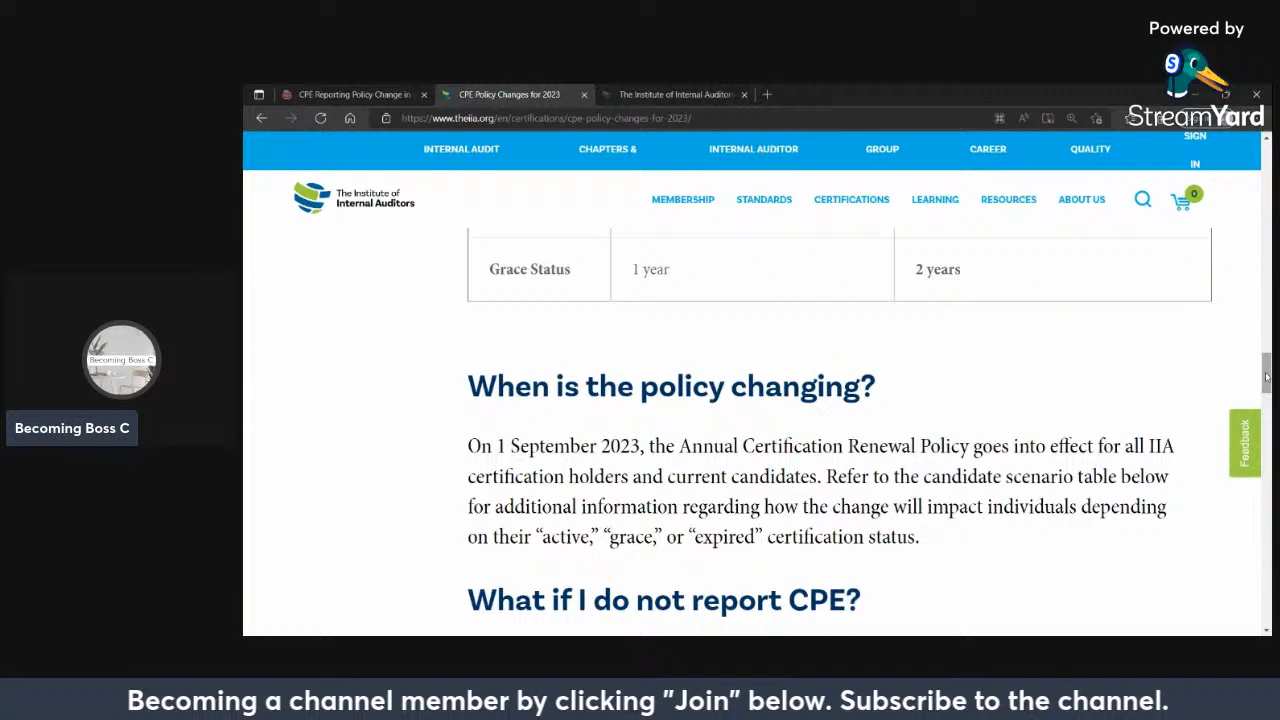 Powered by
StreamYard
CPE Reporting Policy Change in
CPE Policy Changes for 2023
The Institute of Internal Auditor
https://www.theiia.org/en/certifications/cpe-policy-changes-for-2023/
INTERNAL AUDIT
CHAPTERS &
INTERNAL AUDITOR
GROUP
CAREER
QUALITY
SIGN
IN
The Institute of
Internal Auditors
MEMBERSHIP
STANDARDS
CERTIFICATIONS
LEARNING
RESOURCES
ABOUT US
0
Grace Status
1 year
2 years
When is the policy changing?
On 1 September 2023, the Annual Certification Renewal Policy goes into effect for all IIA
certification holders and current candidates. Refer to the candidate scenario table below
for additional information regarding how the change will impact individuals depending
on their “active,” “grace,” or “expired” certification status.
What if I do not report CPE?
Feedback
Becoming Boss C
Becoming Boss C
Becoming a channel member by clicking "Join" below. Subscribe to the channel.